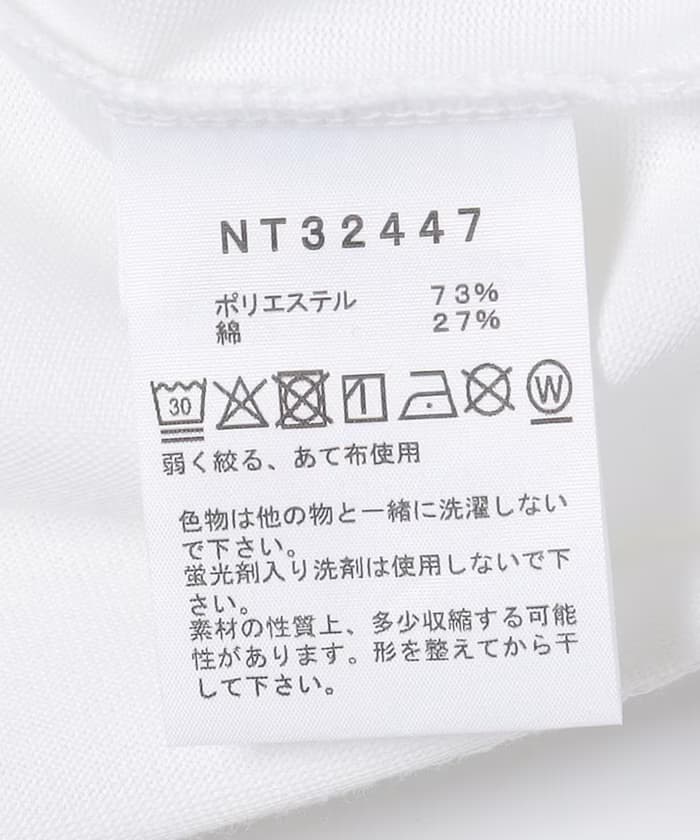 NT32447
ポリエステル 73%
綿 27%
30 W
弱く絞る、あて布使用
色物は他の物と一緒に洗濯しない
で下さい。
蛍光剤入り洗剤は使用しないで下
さい。
素材の性質上、多少収縮する可能
性があります。形を整えてから干
して下さい。